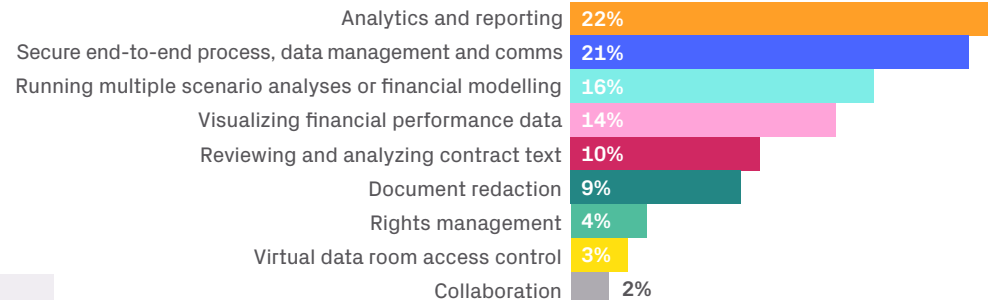 Analytics and reporting 22%
Secure end-to-end process, data management and comms 21%
Running multiple scenario analyses or financial modelling 16%
Visualizing financial performance data 14%
Reviewing and analyzing contract text 10%
Document redaction 9%
Rights management 4%
Virtual data room access control 3%
Collaboration 2%